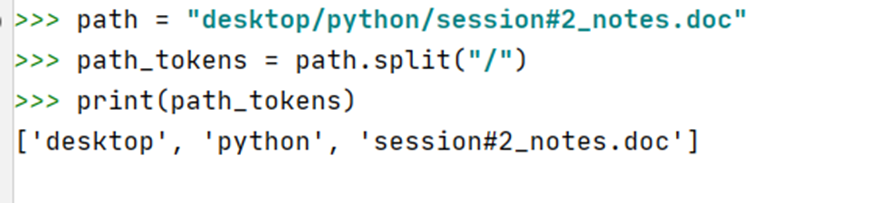 >>> path = "desktop/python/session#2_notes.doc"
>>> path_tokens = path.split("/")
>>> print(path_tokens)
['desktop', 'python', 'session#2_notes.doc']